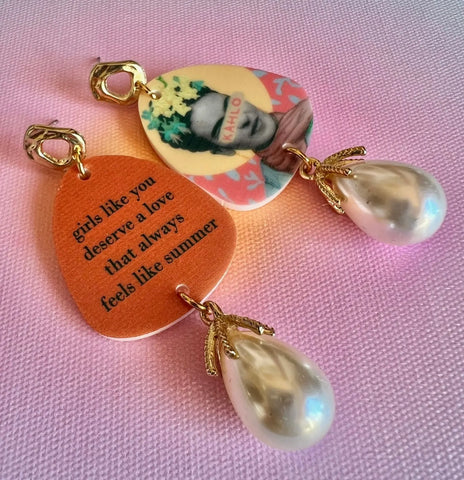 KAHLO
girls like you
deserve a love
that always
feels like summer